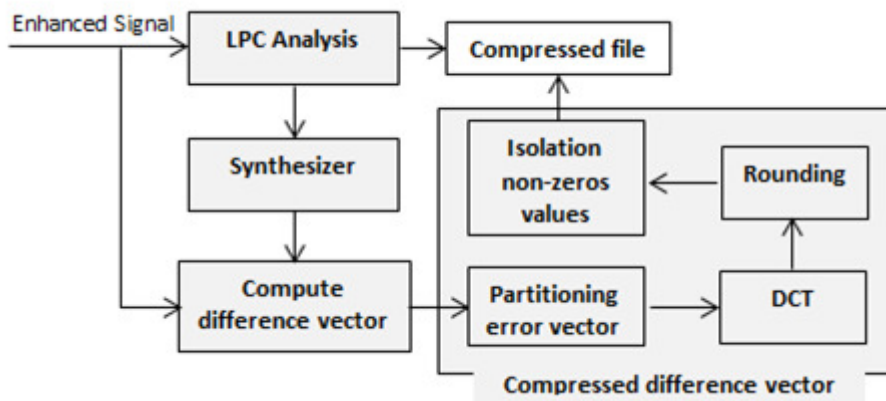 Enhanced Signal
LPC Analysis
Compressed file
Synthesizer
Isolation
non-zeros
values
Rounding
Compute
difference vector
Partitioning
error vector
DCT
Compressed difference vector